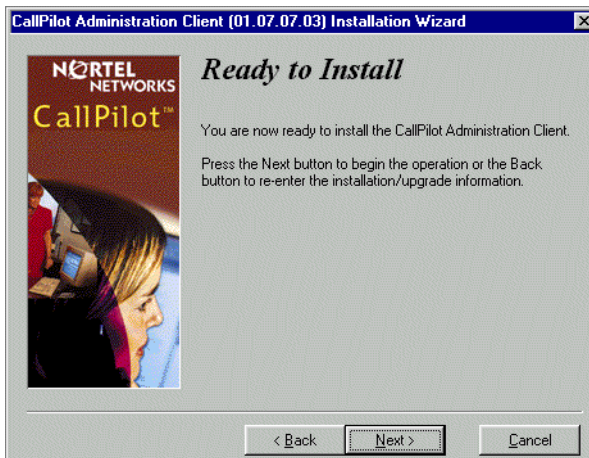 CallPilot Administration Client (01.07.07.03) Installation Wizard
NORTEL
NETWORKS
CallPilot™
Ready to Install
You are now ready to install the CallPilot Administration Client.
Press the Next button to begin the operation or the Back
button to re-enter the installation/upgrade information.
< Back
Next >
Cancel